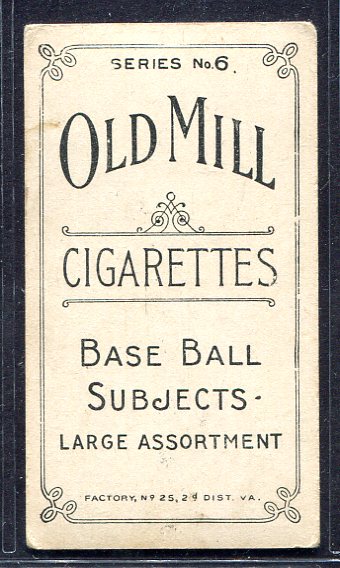 SERIES No.6
OLD MILL
CIGARETTES
BASE BALL
SUBJECTS-
LARGE ASSORTMENT
FACTORY, Nº 25, 2d DIST. VA.